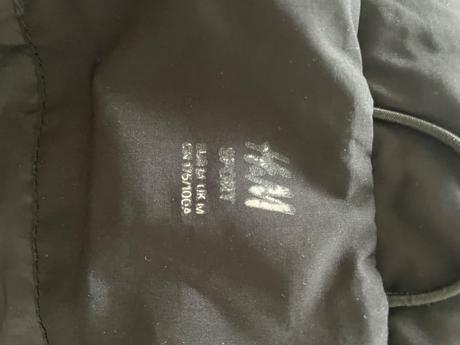 H&M
SPORT
EUR M UK M
CN 175/100A